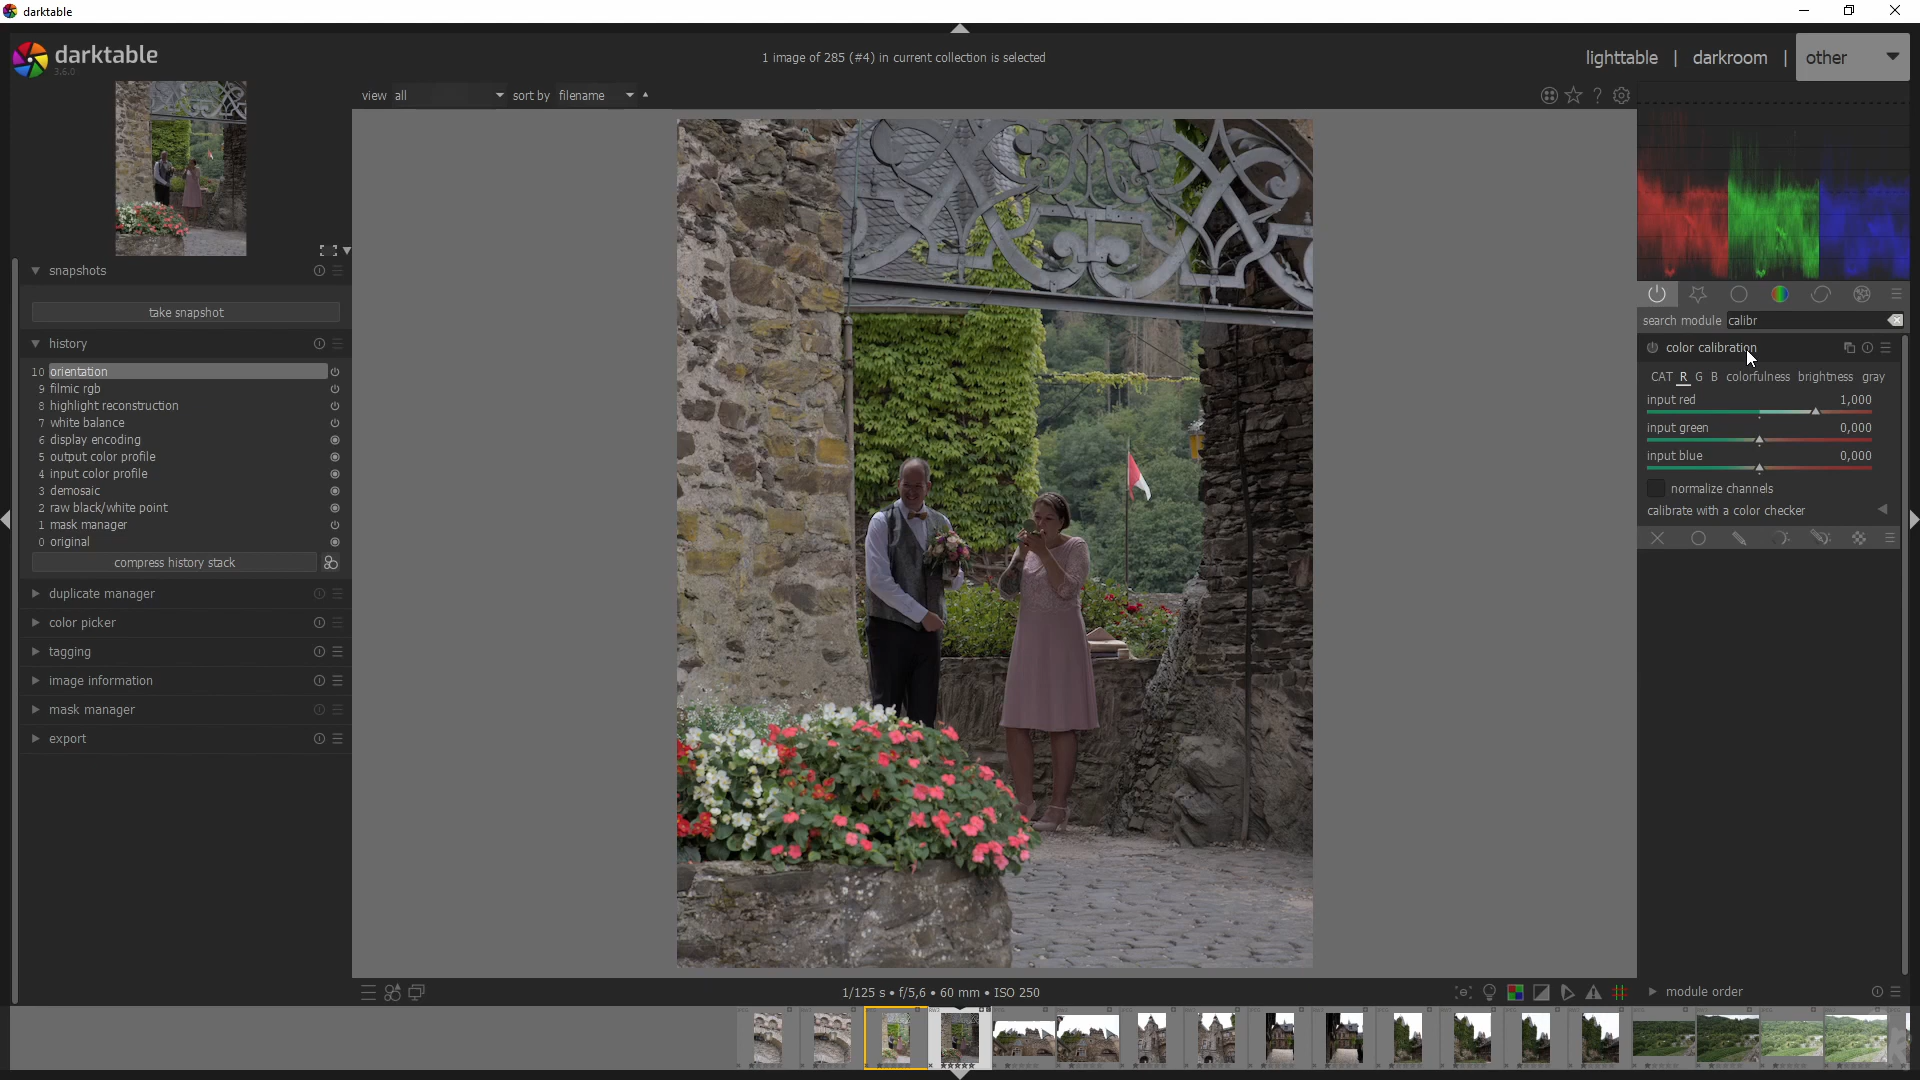 darktable
darktable
3.6.0
1 image of 285 (#4) in current collection is selected
lighttable | darkroom | other
view all sort by filename
snapshots
take snapshot
history
10 orientation
9 filmic rgb
8 highlight reconstruction
7 white balance
6 display encoding
5 output color profile
4 input color profile
3 demosaic
2 raw black/white point
1 mask manager
0 original
compress history stack
duplicate manager
color picker
tagging
image information
mask manager
export
search module calibr
color calibration
CAT R G B colorfulness brightness gray
input red 1,000
input green 0,000
input blue 0,000
normalize channels
calibrate with a color checker
1/125 s • f/5,6 • 60 mm • ISO 250
module order